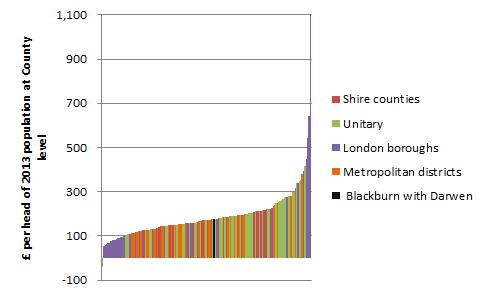 £ per head of 2013 population at County
level
1,100
900
700
500
300
100
-100
Shire counties
Unitary
London boroughs
Metropolitan districts
Blackburn with Darwen